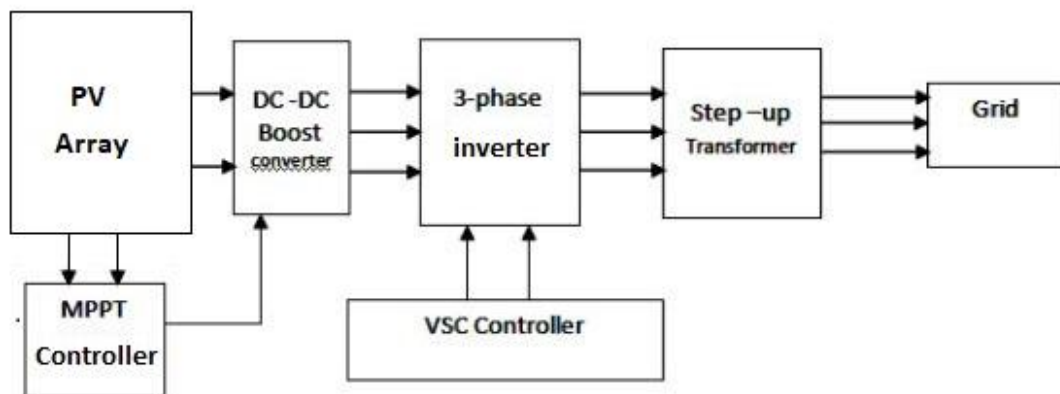 PV
Array
DC -DC
Boost
converter
3-phase
inverter
Step –up
Transformer
Grid
MPPT
Controller
VSC Controller